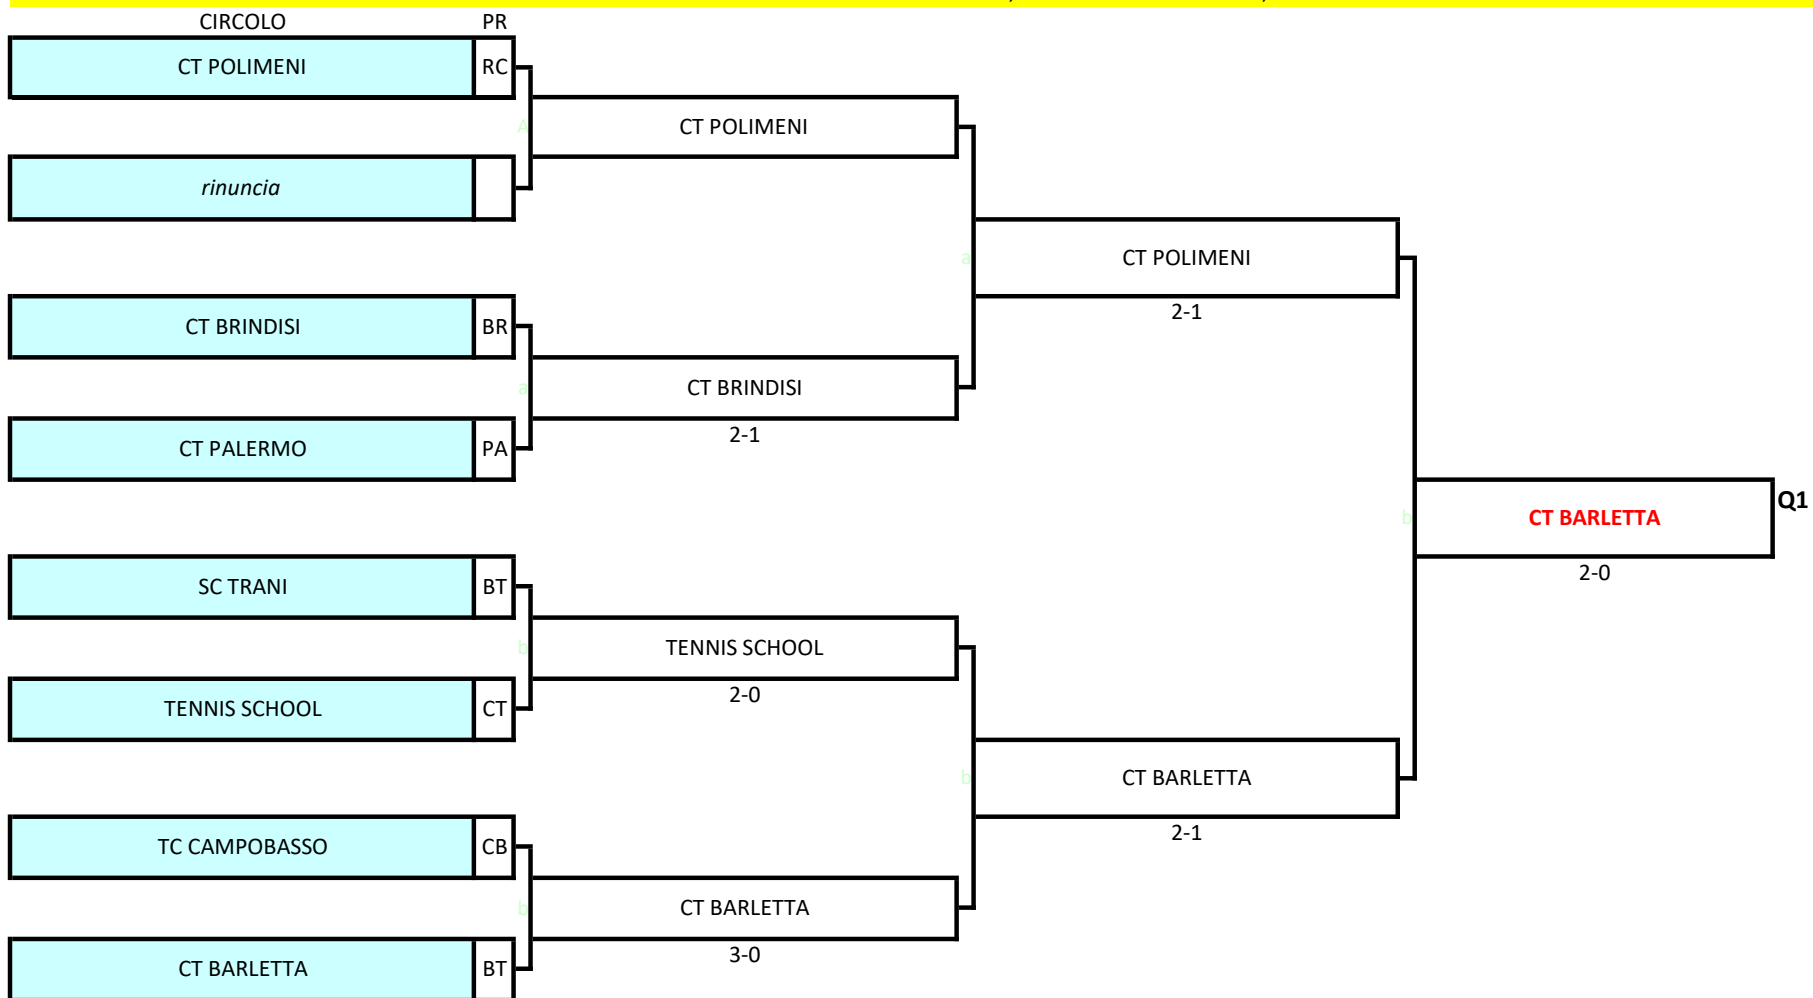 CIRCOLO PR
CT POLIMENI RC
A CT POLIMENI
rinuncia
a CT POLIMENI
2-1
CT BRINDISI BR
a CT BRINDISI
2-1
CT PALERMO PA
Q1
b CT BARLETTA
2-0
SC TRANI BT
b TENNIS SCHOOL
2-0
TENNIS SCHOOL CT
b CT BARLETTA
2-1
TC CAMPOBASSO CB
b CT BARLETTA
3-0
CT BARLETTA BT